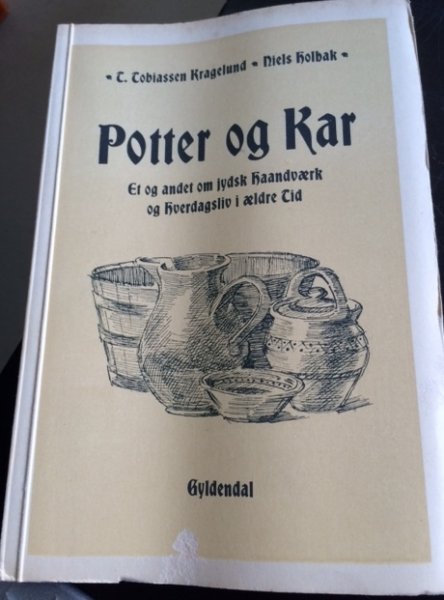 T. Tobiassen Kragelund · Niels Holbak
Potter og Kar
Et og andet om jydsk Haandværk
og Hverdagsliv i ældre Tid
Gyldendal